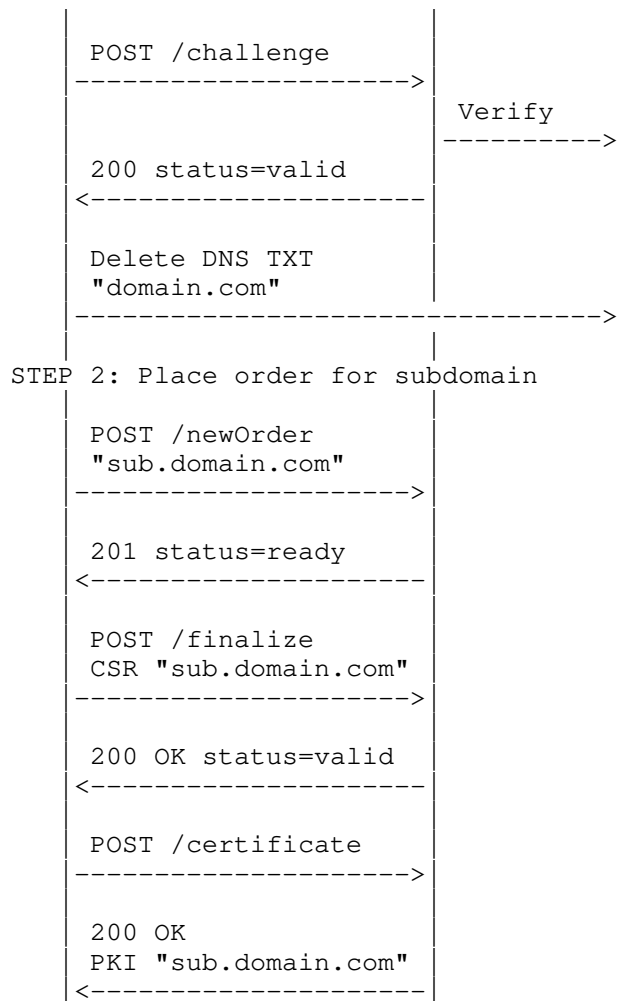 POST /challenge
Verify
200 status=valid
Delete DNS TXT
"domain.com"
STEP 2: Place order for subdomain
POST /newOrder
"sub.domain.com"
201 status=ready
POST /finalize
CSR "sub.domain.com"
200 OK status=valid
POST /certificate
200 OK
PKI "sub.domain.com"